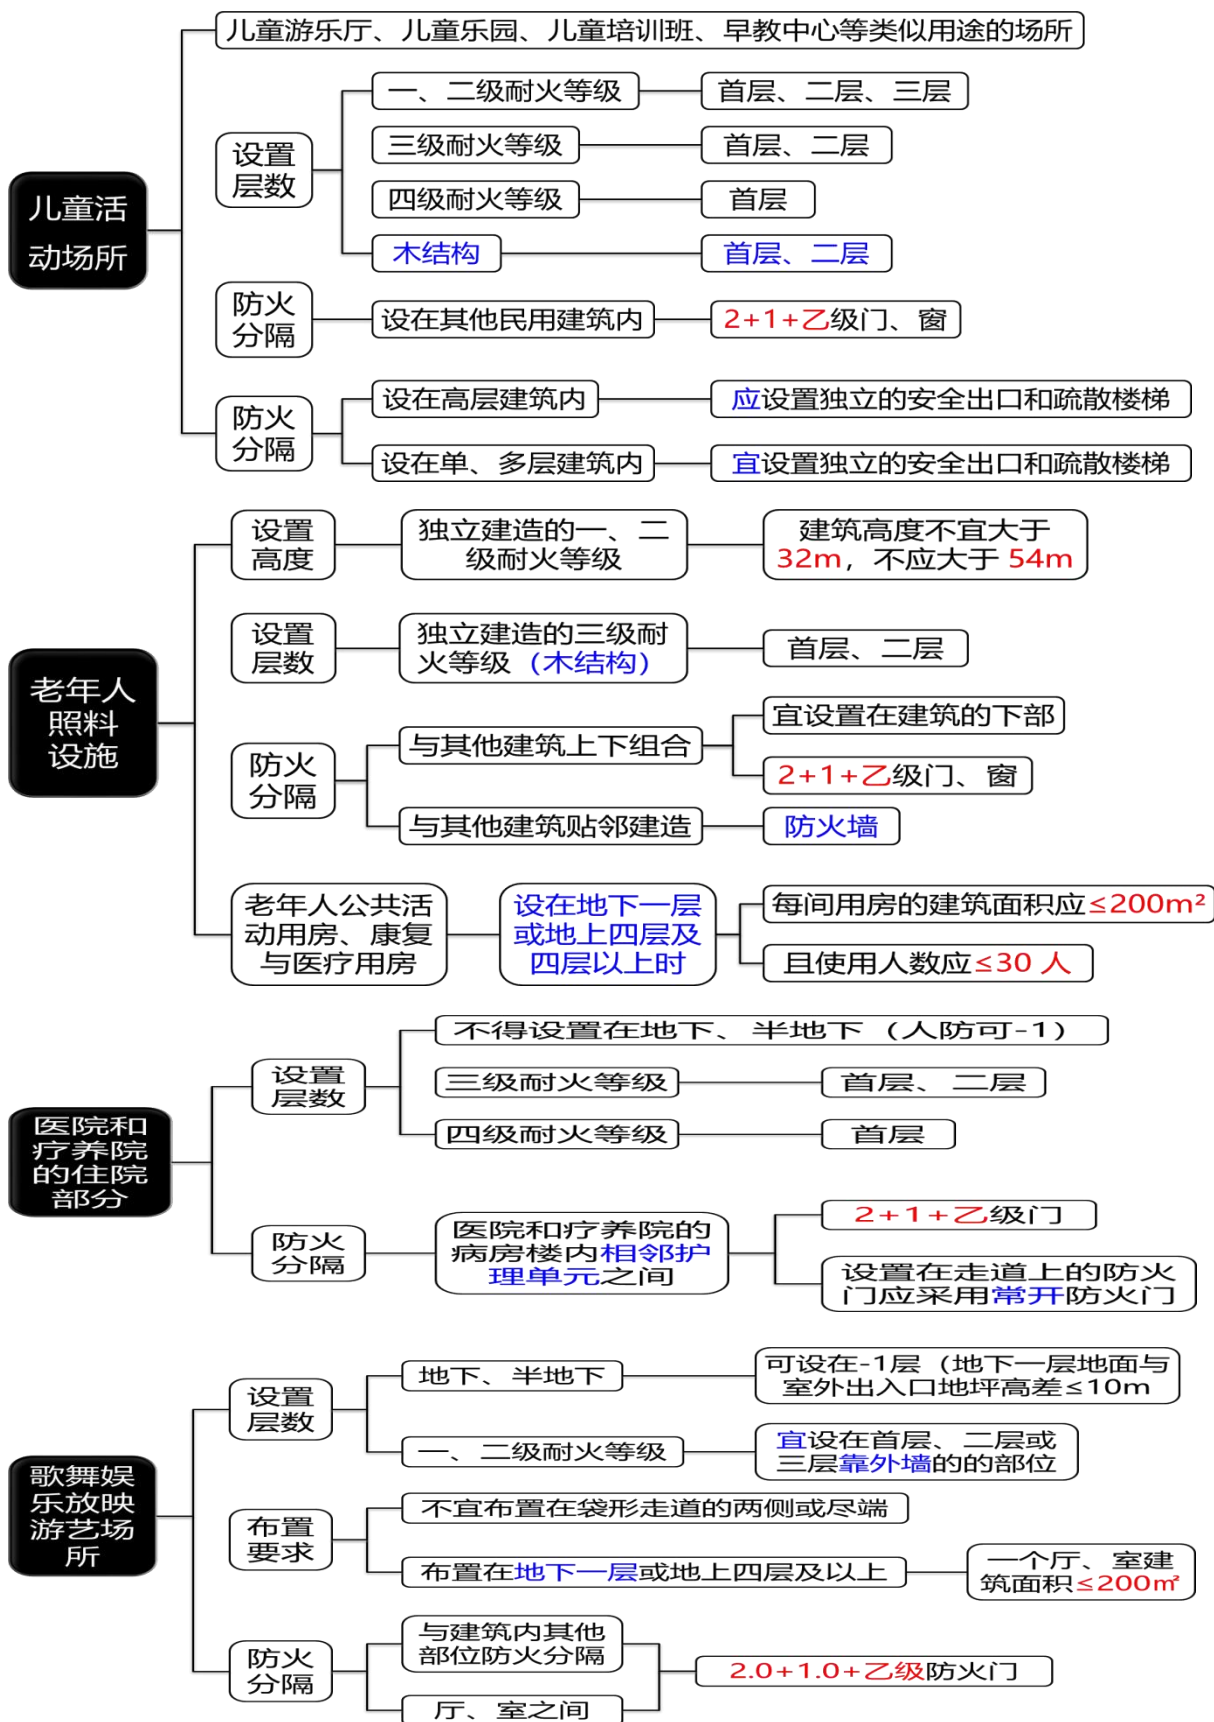 儿童活
动场所
儿童游乐厅、儿童乐园、儿童培训班、早教中心等类似用途的场所
设置
层数
一、二级耐火等级
首层、二层、三层
三级耐火等级
首层、二层
四级耐火等级
首层
木结构
首层、二层
防火
分隔
设在其他民用建筑内
2+1+乙级门、窗
防火
分隔
设在高层建筑内
应设置独立的安全出口和疏散楼梯
设在单、多层建筑内
宜设置独立的安全出口和疏散楼梯
老年人
照料
设施
设置
高度
独立建造的一、二
级耐火等级
建筑高度不宜大于
32m，不应大于 54m
设置
层数
独立建造的三级耐
火等级（木结构）
首层、二层
防火
分隔
与其他建筑上下组合
宜设置在建筑的下部
2+1+乙级门、窗
与其他建筑贴邻建造
防火墙
老年人公共活
动用房、康复
与医疗用房
设在地下一层
或地上四层及
四层以上时
每间用房的建筑面积应≤200m²
且使用人数应≤30 人
医院和
疗养院
的住院
部分
设置
层数
不得设置在地下、半地下（人防可-1）
三级耐火等级
首层、二层
四级耐火等级
首层
防火
分隔
医院和疗养院的
病房楼内相邻护
理单元之间
2+1+乙级门
设置在走道上的防火
门应采用常开防火门
歌舞娱
乐放映
游艺场
所
设置
层数
地下、半地下
可设在-1层（地下一层地面与
室外出入口地坪高差≤10m
一、二级耐火等级
宜设在首层、二层或
三层靠外墙的的部位
布置
要求
不宜布置在袋形走道的两侧或尽端
布置在地下一层或地上四层及以上
一个厅、室建
筑面积≤200㎡
防火
分隔
与建筑内其他
部位防火分隔
厅、室之间
2.0+1.0+乙级防火门